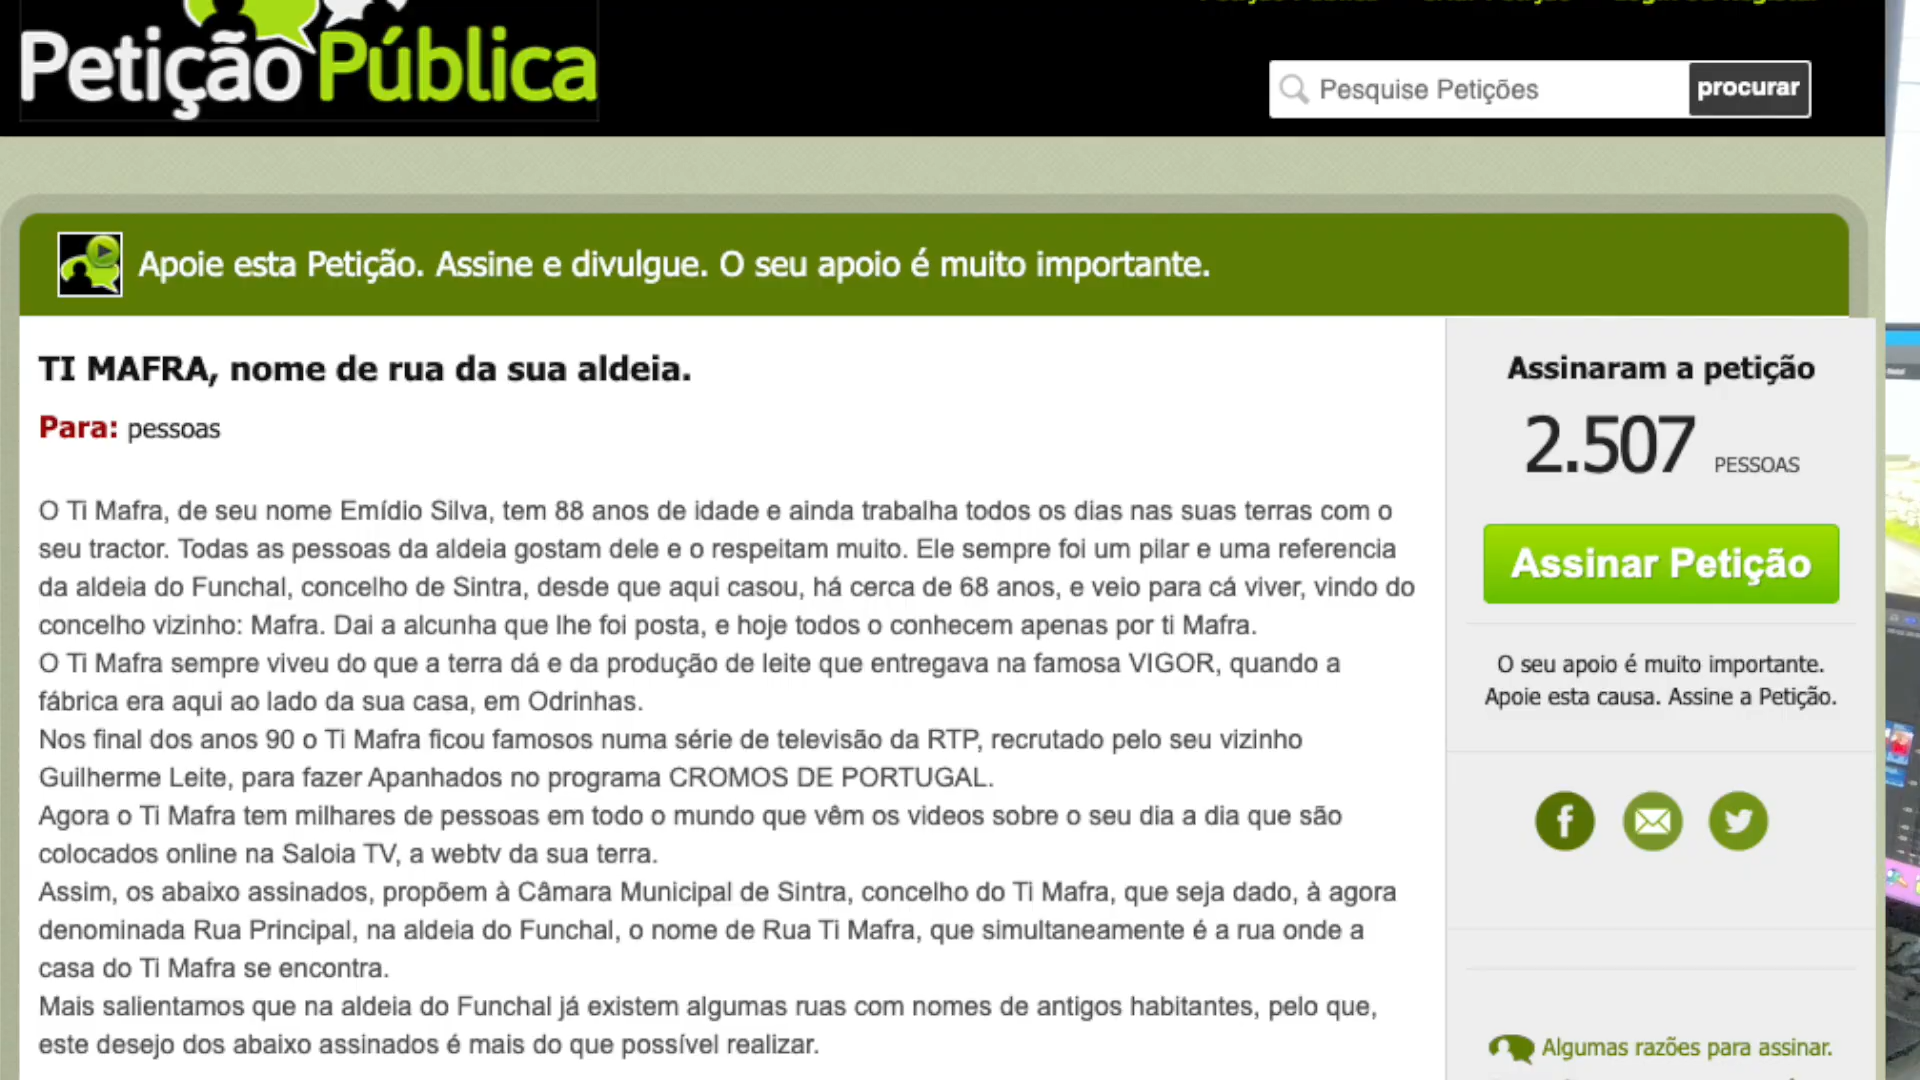 Petição Pública
Pesquise Petições
procurar
Apoie esta Petição. Assine e divulgue. O seu apoio é muito importante.
TI MAFRA, nome de rua da sua aldeia.
Para: pessoas
O Ti Mafra, de seu nome Emídio Silva, tem 88 anos de idade e ainda trabalha todos os dias nas suas terras com o
seu tractor. Todas as pessoas da aldeia gostam dele e o respeitam muito. Ele sempre foi um pilar e uma referencia
da aldeia do Funchal, concelho de Sintra, desde que aqui casou, há cerca de 68 anos, e veio para cá viver, vindo do
concelho vizinho: Mafra. Dai a alcunha que lhe foi posta, e hoje todos o conhecem apenas por ti Mafra.
O Ti Mafra sempre viveu do que a terra dá e da produção de leite que entregava na famosa VIGOR, quando a
fábrica era aqui ao lado da sua casa, em Odrinhas.
Nos final dos anos 90 o Ti Mafra ficou famosos numa série de televisão da RTP, recrutado pelo seu vizinho
Guilherme Leite, para fazer Apanhados no programa CROMOS DE PORTUGAL.
Agora o Ti Mafra tem milhares de pessoas em todo o mundo que vêm os videos sobre o seu dia a dia que são
colocados online na Saloia TV, a webtv da sua terra.
Assim, os abaixo assinados, propõem à Câmara Municipal de Sintra, concelho do Ti Mafra, que seja dado, à agora
denominada Rua Principal, na aldeia do Funchal, o nome de Rua Ti Mafra, que simultaneamente é a rua onde a
casa do Ti Mafra se encontra.
Mais salientamos que na aldeia do Funchal já existem algumas ruas com nomes de antigos habitantes, pelo que,
este desejo dos abaixo assinados é mais do que possível realizar.
Assinaram a petição
2.507 PESSOAS
Assinar Petição
O seu apoio é muito importante.
Apoie esta causa. Assine a Petição.
Algumas razões para assinar.